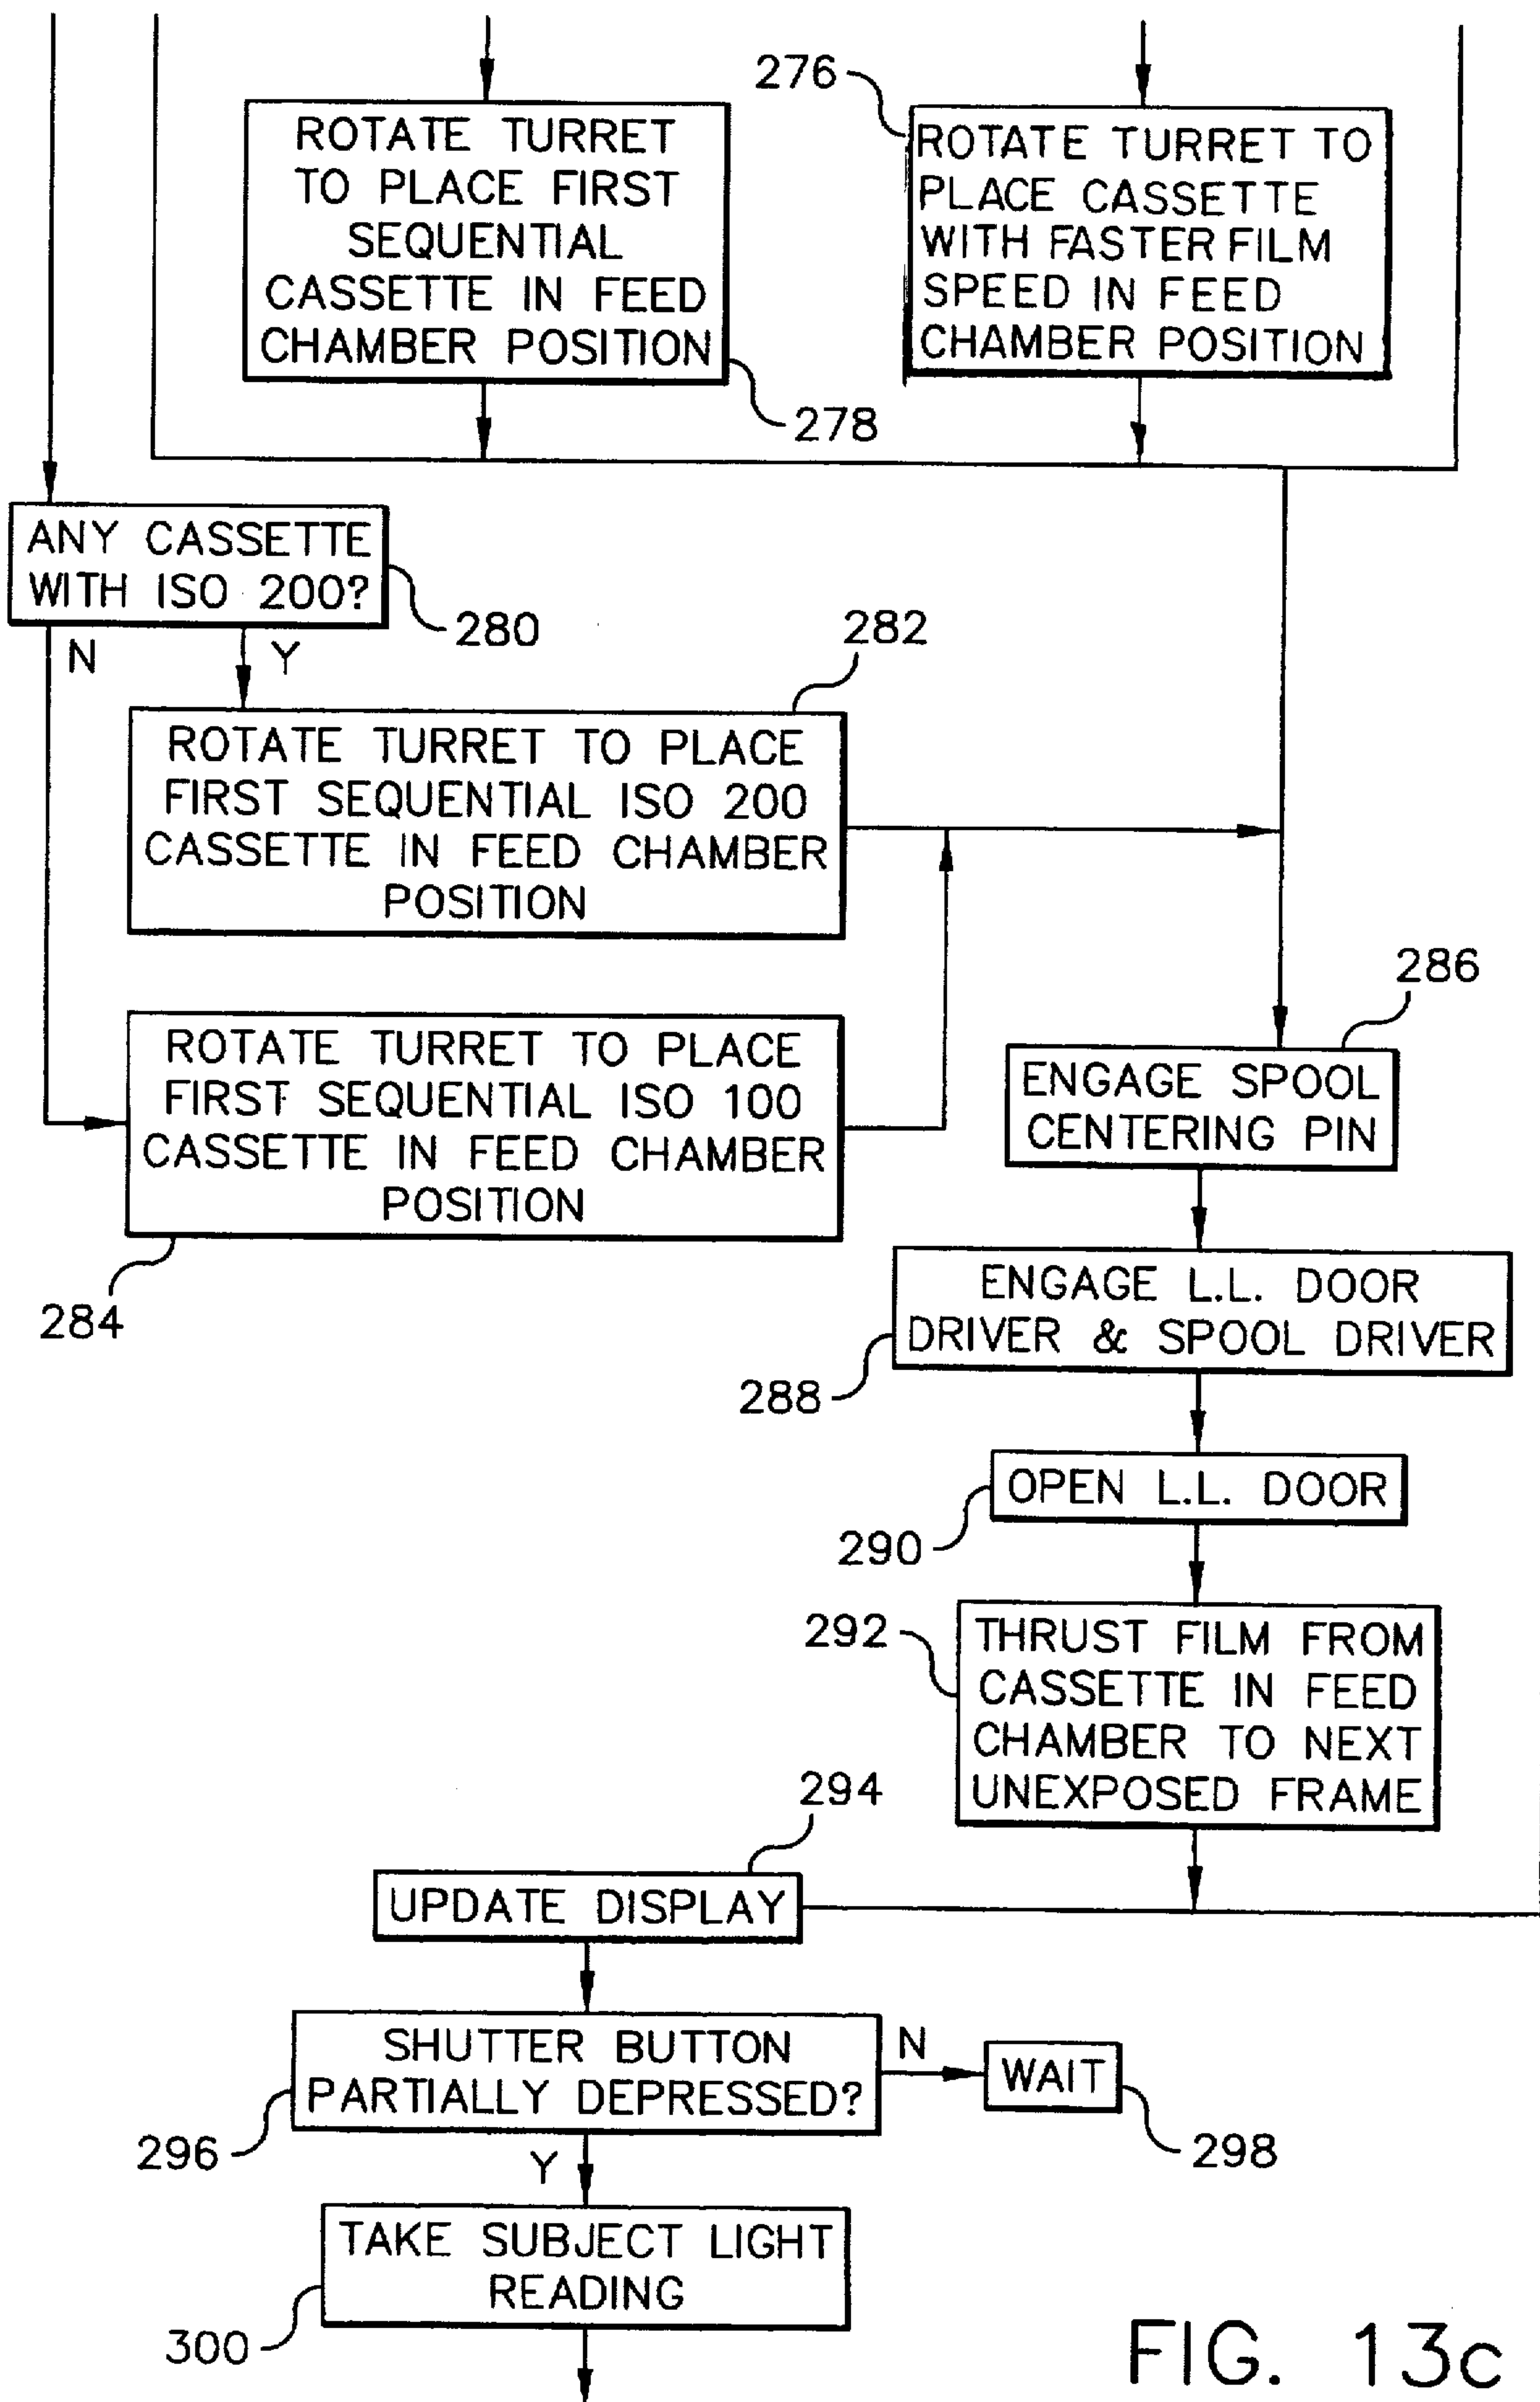 276
ROTATE TURRET
TO PLACE FIRST
SEQUENTIAL
CASSETTE IN FEED
CHAMBER POSITION
278
ROTATE TURRET TO
PLACE CASSETTE
WITH FASTER FILM
SPEED IN FEED
CHAMBER POSITION
ANY CASSETTE
WITH ISO 200?
280
N
Y
282
ROTATE TURRET TO PLACE
FIRST SEQUENTIAL ISO 200
CASSETTE IN FEED CHAMBER
POSITION
ROTATE TURRET TO PLACE
FIRST SEQUENTIAL ISO 100
CASSETTE IN FEED CHAMBER
POSITION
284
286
ENGAGE SPOOL
CENTERING PIN
ENGAGE L.L. DOOR
DRIVER & SPOOL DRIVER
288
OPEN L.L. DOOR
290
292
THRUST FILM FROM
CASSETTE IN FEED
CHAMBER TO NEXT
UNEXPOSED FRAME
294
UPDATE DISPLAY
SHUTTER BUTTON
PARTIALLY DEPRESSED?
296
N
WAIT
298
Y
TAKE SUBJECT LIGHT
READING
300
FIG. 13c